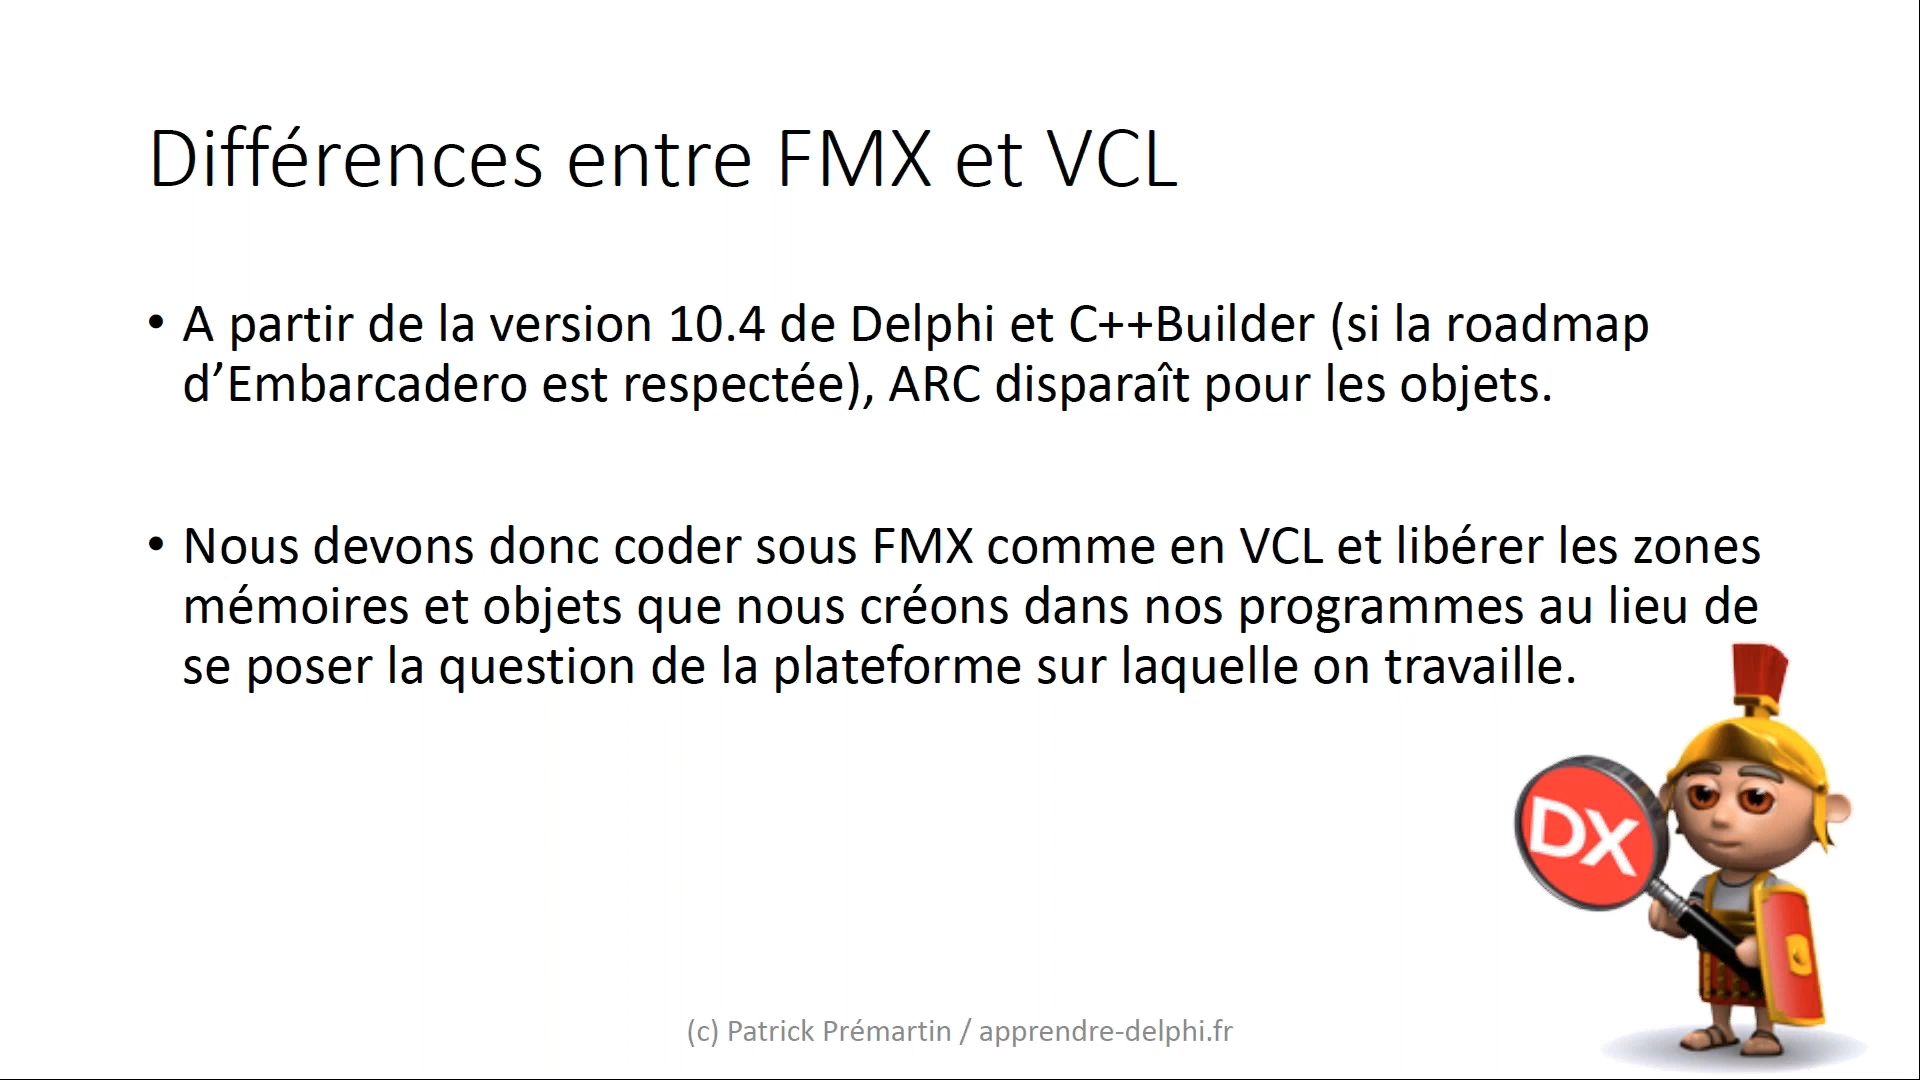 Différences entre FMX et VCL
• A partir de la version 10.4 de Delphi et C++Builder (si la roadmap
d’Embarcadero est respectée), ARC disparaît pour les objets.
• Nous devons donc coder sous FMX comme en VCL et libérer les zones
mémoires et objets que nous créons dans nos programmes au lieu de
se poser la question de la plateforme sur laquelle on travaille.
DX
(c) Patrick Prémartin / apprendre-delphi.fr